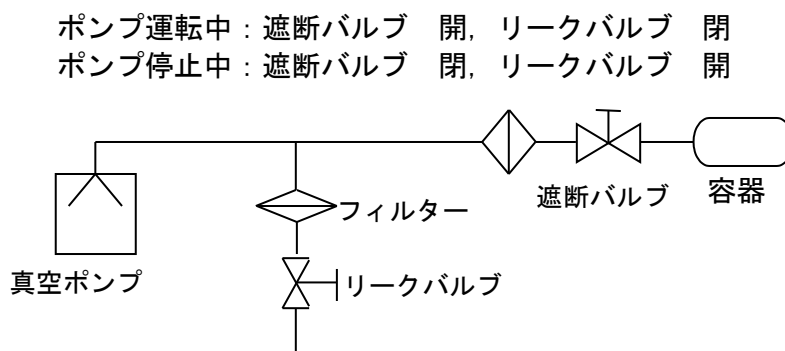 ポンプ運転中：遮断バルブ　開，リークバルブ　閉
ポンプ停止中：遮断バルブ　閉，リークバルブ　開
フィルター
遮断バルブ
容器
真空ポンプ
リークバルブ